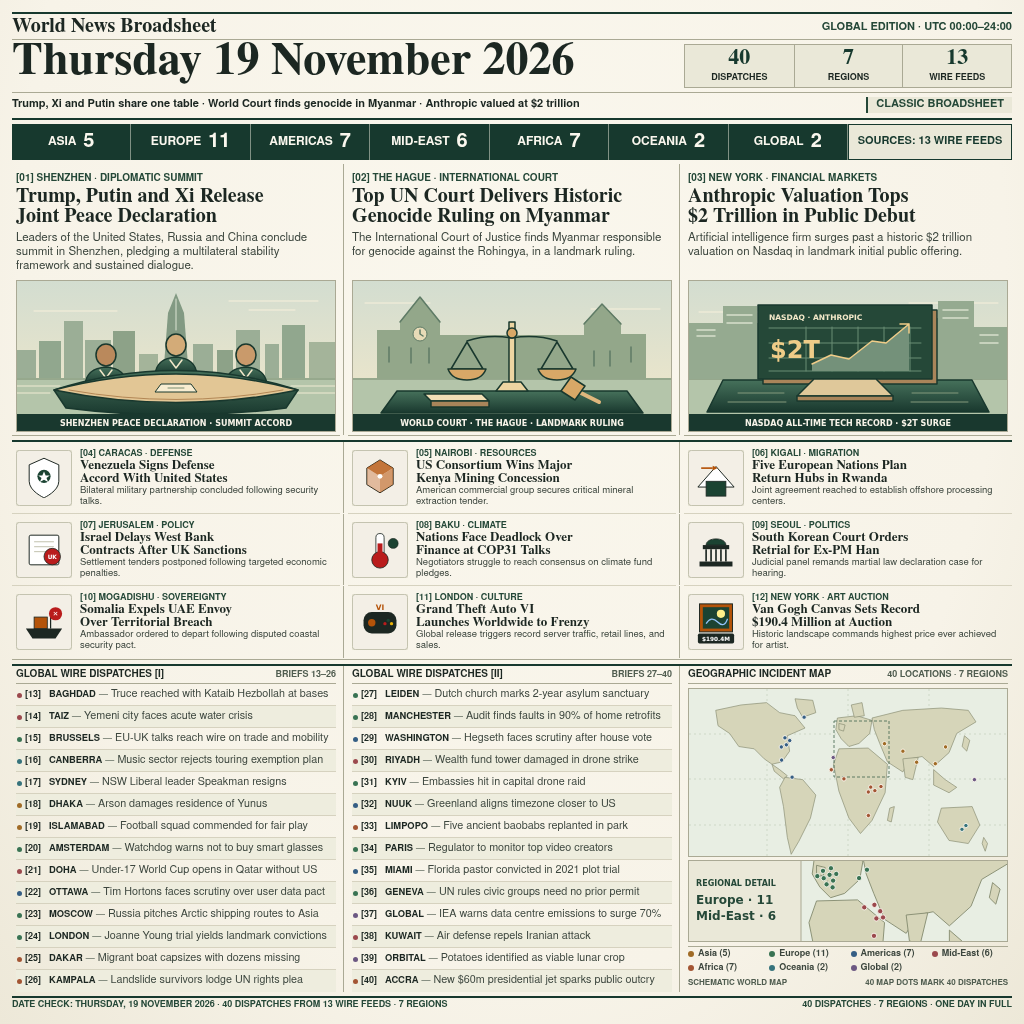 World News Broadsheet
GLOBAL EDITION · UTC 00:00–24:00
Thursday 19 November 2026
40
DISPATCHES
7
REGIONS
13
WIRE FEEDS
Trump, Xi and Putin share one table · World Court finds genocide in Myanmar · Anthropic valued at $2 trillion
CLASSIC BROADSHEET
ASIA 5
EUROPE 11
AMERICAS 7
MID-EAST 6
AFRICA 7
OCEANIA 2
GLOBAL 2
SOURCES: 13 WIRE FEEDS
[01] SHENZHEN · DIPLOMATIC SUMMIT
Trump, Putin and Xi Release
Joint Peace Declaration
Leaders of the United States, Russia and China conclude
summit in Shenzhen, pledging a multilateral stability
framework and sustained dialogue.
SHENZHEN PEACE DECLARATION · SUMMIT ACCORD
[02] THE HAGUE · INTERNATIONAL COURT
Top UN Court Delivers Historic
Genocide Ruling on Myanmar
The International Court of Justice finds Myanmar responsible
for genocide against the Rohingya, in a landmark ruling.
WORLD COURT · THE HAGUE · LANDMARK RULING
[03] NEW YORK · FINANCIAL MARKETS
Anthropic Valuation Tops
$2 Trillion in Public Debut
Artificial intelligence firm surges past a historic $2 trillion
valuation on Nasdaq in landmark initial public offering.
NASDAQ · ANTHROPIC
$2T
NASDAQ ALL-TIME TECH RECORD · $2T SURGE
[04] CARACAS · DEFENSE
Venezuela Signs Defense
Accord With United States
Bilateral military partnership concluded following security
talks.
[05] NAIROBI · RESOURCES
US Consortium Wins Major
Kenya Mining Concession
American commercial group secures critical mineral
extraction tender.
[06] KIGALI · MIGRATION
Five European Nations Plan
Return Hubs in Rwanda
Joint agreement reached to establish offshore processing
centers.
UK
[07] JERUSALEM · POLICY
Israel Delays West Bank
Contracts After UK Sanctions
Settlement tenders postponed following targeted economic
penalties.
[08] BAKU · CLIMATE
Nations Face Deadlock Over
Finance at COP31 Talks
Negotiators struggle to reach consensus on climate fund
pledges.
[09] SEOUL · POLITICS
South Korean Court Orders
Retrial for Ex-PM Han
Judicial panel remands martial law declaration case for
hearing.
[10] MOGADISHU · SOVEREIGNTY
Somalia Expels UAE Envoy
Over Territorial Breach
Ambassador ordered to depart following disputed coastal
security pact.
VI
[11] LONDON · CULTURE
Grand Theft Auto VI
Launches Worldwide to Frenzy
Global release triggers record server traffic, retail lines, and
sales.
$190.4M
[12] NEW YORK · ART AUCTION
Van Gogh Canvas Sets Record
$190.4 Million at Auction
Historic landscape commands highest price ever achieved
for artist.
GLOBAL WIRE DISPATCHES [I]
BRIEFS 13–26
[13] BAGHDAD — Truce reached with Kataib Hezbollah at bases
[14] TAIZ — Yemeni city faces acute water crisis
[15] BRUSSELS — EU-UK talks reach wire on trade and mobility
[16] CANBERRA — Music sector rejects touring exemption plan
[17] SYDNEY — NSW Liberal leader Speakman resigns
[18] DHAKA — Arson damages residence of Yunus
[19] ISLAMABAD — Football squad commended for fair play
[20] AMSTERDAM — Watchdog warns not to buy smart glasses
[21] DOHA — Under-17 World Cup opens in Qatar without US
[22] OTTAWA — Tim Hortons faces scrutiny over user data pact
[23] MOSCOW — Russia pitches Arctic shipping routes to Asia
[24] LONDON — Joanne Young trial yields landmark convictions
[25] DAKAR — Migrant boat capsizes with dozens missing
[26] KAMPALA — Landslide survivors lodge UN rights plea
GLOBAL WIRE DISPATCHES [II]
BRIEFS 27–40
[27] LEIDEN — Dutch church marks 2-year asylum sanctuary
[28] MANCHESTER — Audit finds faults in 90% of home retrofits
[29] WASHINGTON — Hegseth faces scrutiny after house vote
[30] RIYADH — Wealth fund tower damaged in drone strike
[31] KYIV — Embassies hit in capital drone raid
[32] NUUK — Greenland aligns timezone closer to US
[33] LIMPOPO — Five ancient baobabs replanted in park
[34] PARIS — Regulator to monitor top video creators
[35] MIAMI — Florida pastor convicted in 2021 plot trial
[36] GENEVA — UN rules civic groups need no prior permit
[37] GLOBAL — IEA warns data centre emissions to surge 70%
[38] KUWAIT — Air defense repels Iranian attack
[39] ORBITAL — Potatoes identified as viable lunar crop
[40] ACCRA — New $60m presidential jet sparks public outcry
GEOGRAPHIC INCIDENT MAP
40 LOCATIONS · 7 REGIONS
REGIONAL DETAIL
Europe · 11
Mid-East · 6
Asia (5)
Europe (11)
Americas (7)
Mid-East (6)
Africa (7)
Oceania (2)
Global (2)
SCHEMATIC WORLD MAP
40 MAP DOTS MARK 40 DISPATCHES
DATE CHECK: THURSDAY, 19 NOVEMBER 2026 · 40 DISPATCHES FROM 13 WIRE FEEDS · 7 REGIONS
40 DISPATCHES · 7 REGIONS · ONE DAY IN FULL